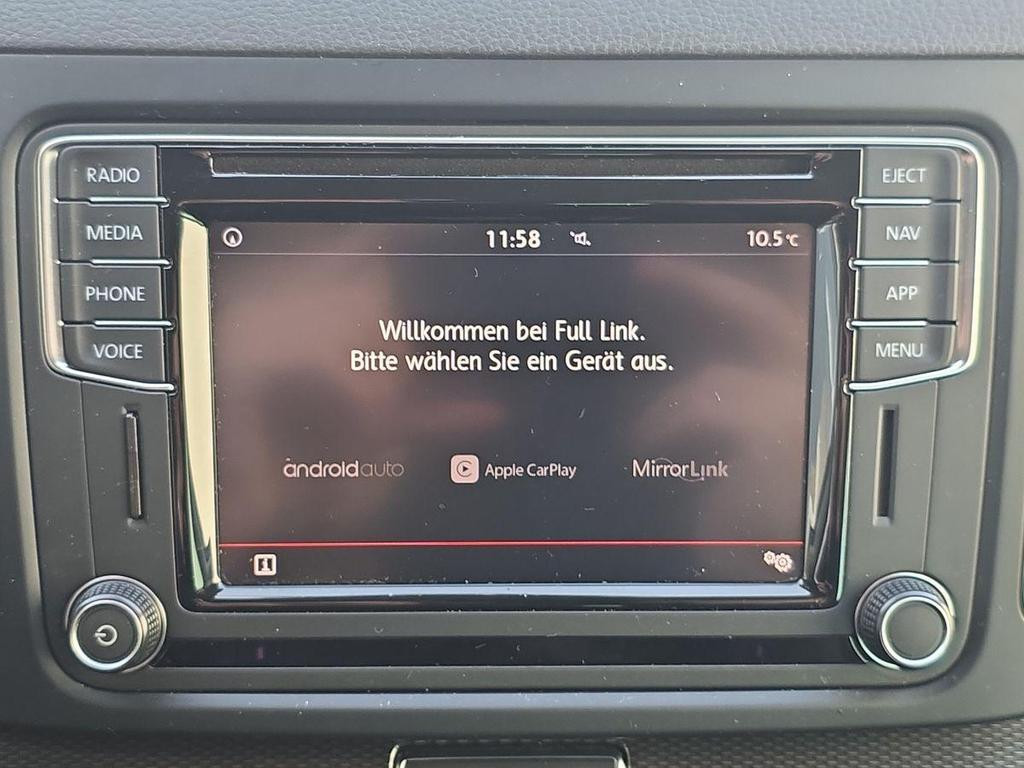 RADIO
EJECT
MEDIA
11:58
10.5°C
NAV
PHONE
APP
VOICE
MENU
Willkommen bei Full Link.
Bitte wählen Sie ein Gerät aus.
androidauto
Apple CarPlay
MirrorLink
i